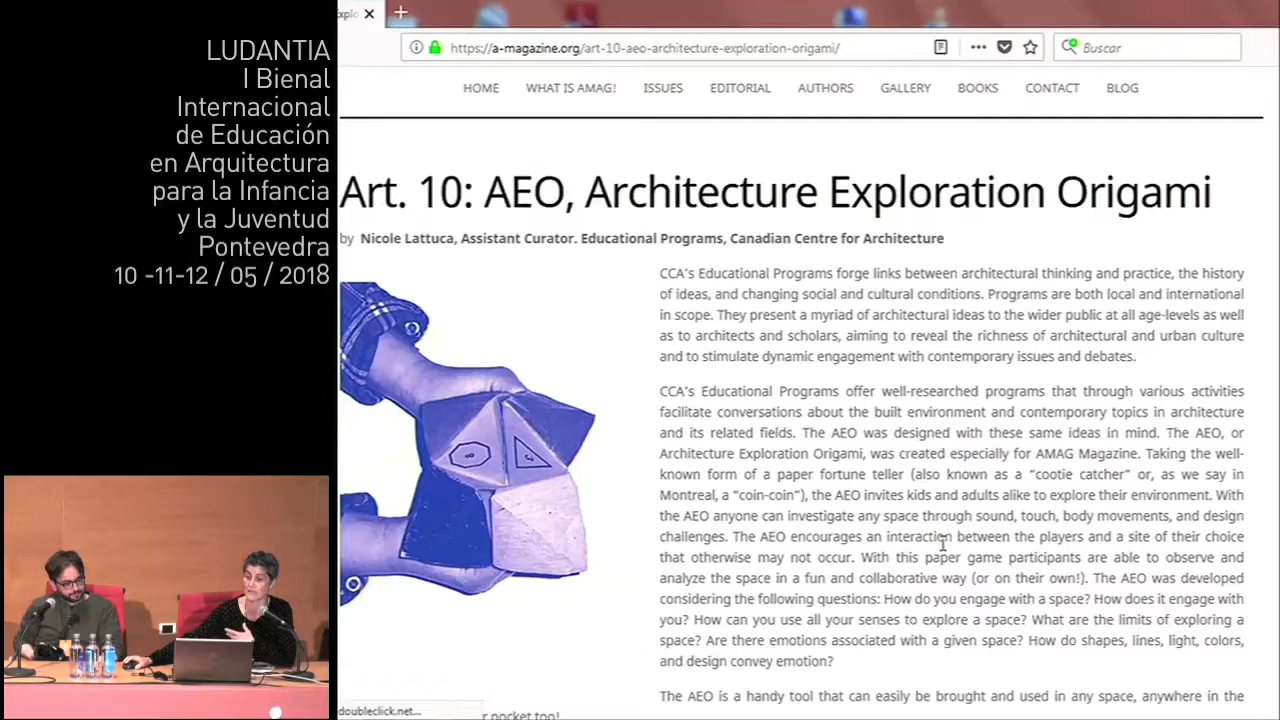 LUDANTIA
I Bienal
Internacional
de Educación
en Arquitectura
para la Infancia
y la Juventud
Pontevedra
10 -11-12 / 05 / 2018
https://a-magazine.org/art-10-aeo-architecture-exploration-origami/
Buscar
HOME WHAT IS AMAG! ISSUES EDITORIAL AUTHORS GALLERY BOOKS CONTACT BLOG
Art. 10: AEO, Architecture Exploration Origami
by Nicole Lattuca, Assistant Curator. Educational Programs, Canadian Centre for Architecture
CCA's Educational Programs forge links between architectural thinking and practice, the history
of ideas, and changing social and cultural conditions. Programs are both local and international
in scope. They present a myriad of architectural ideas to the wider public at all age-levels as well
as to architects and scholars, aiming to reveal the richness of architectural and urban culture
and to stimulate dynamic engagement with contemporary issues and debates.
CCA's Educational Programs offer well-researched programs that through various activities
facilitate conversations about the built environment and contemporary topics in architecture
and its related fields. The AEO was designed with these same ideas in mind. The AEO, or
Architecture Exploration Origami, was created especially for AMAG Magazine. Taking the well-
known form of a paper fortune teller (also known as a “cootie catcher” or, as we say in
Montreal, a “coin-coin”), the AEO invites kids and adults alike to explore their environment. With
the AEO anyone can investigate any space through sound, touch, body movements, and design
challenges. The AEO encourages an interaction between the players and a site of their choice
that otherwise may not occur. With this paper game participants are able to observe and
analyze the space in a fun and collaborative way (or on their own!). The AEO was developed
considering the following questions: How do you engage with a space? How does it engage with
you? How can you use all your senses to explore a space? What are the limits of exploring a
space? Are there emotions associated with a given space? How do shapes, lines, light, colors,
and design convey emotion?
The AEO is a handy tool that can easily be brought and used in any space, anywhere in the
doubleclick.net...
r pocket too!